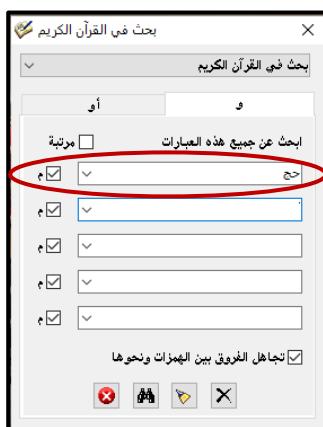 بحث في القرآن الكريم
بحث في القرآن الكريم
و أو
ابحث عن جميع هذه العبارات مرتبة
حج م
م
م
م
م
تجاهل الفروق بين الهمزات ونحوها